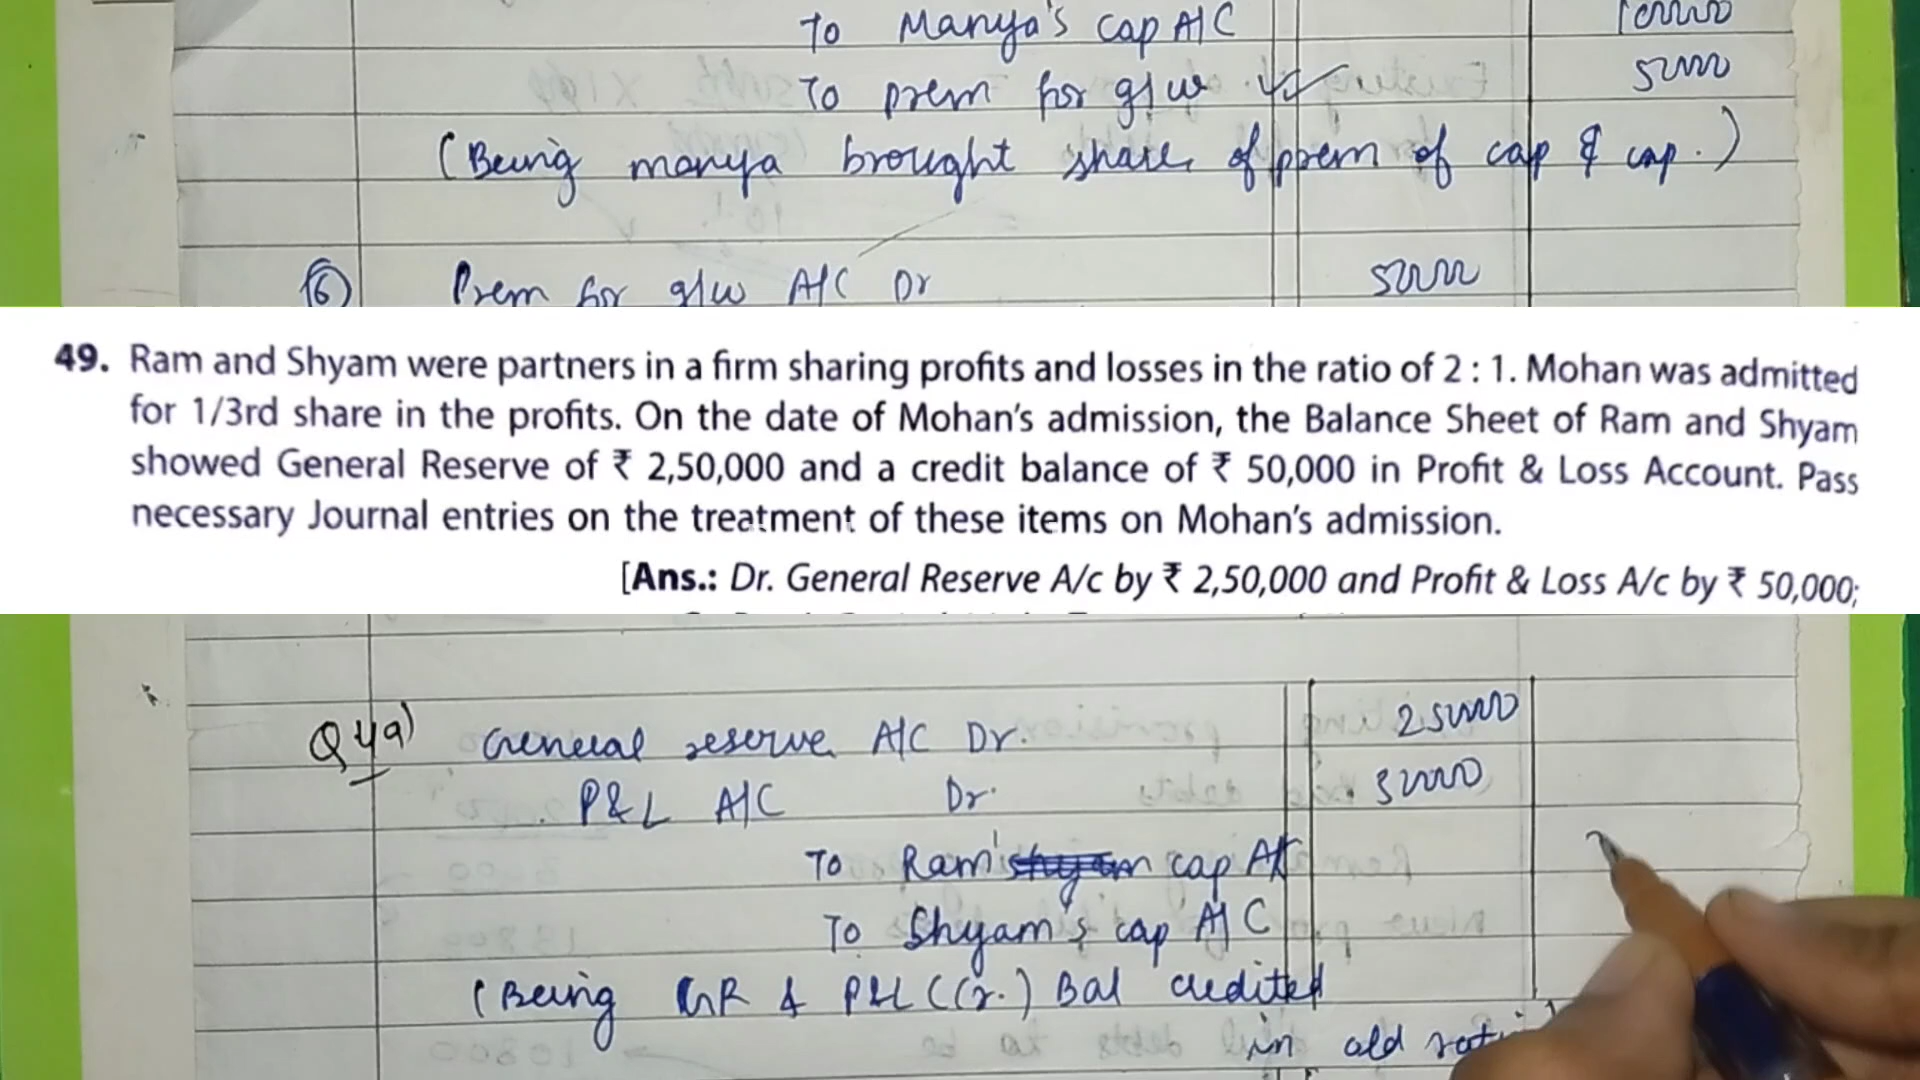 To Manya's cap A/C 100000
To prem for g/w 50000
(Being manya brought share of prem of cap & cap.)
⑥ Prem for g/w A/C Dr 50000
49. Ram and Shyam were partners in a firm sharing profits and losses in the ratio of 2 : 1. Mohan was admitted
for 1/3rd share in the profits. On the date of Mohan's admission, the Balance Sheet of Ram and Shyam
showed General Reserve of ₹ 2,50,000 and a credit balance of ₹ 50,000 in Profit & Loss Account. Pass
necessary Journal entries on the treatment of these items on Mohan's admission.
[Ans.: Dr. General Reserve A/c by ₹ 2,50,000 and Profit & Loss A/c by ₹ 50,000;
Q 49) General reserve A/C Dr. 250000
P&L A/C Dr. 50000
To Ram's cap A/c
To Shyam's cap A/C
(Being GR & P&L (Cr.) Bal credited
in old